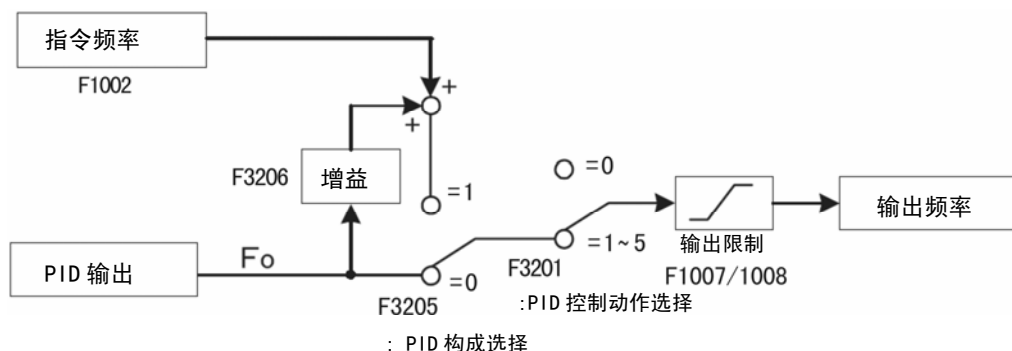 指令频率
F1002
+
+
F3206
增益
=1
=0
PID 输出
Fo
=0
F3205
F3201
=1~5
输出限制
F1007/1008
输出频率
:PID 控制动作选择
: PID 构成选择